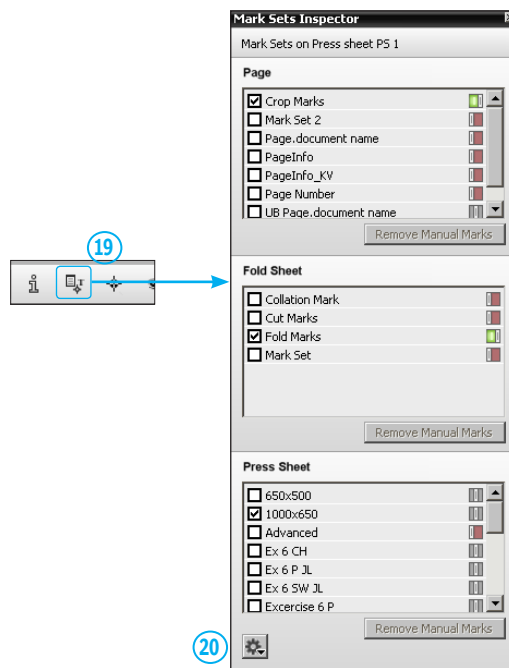 Mark Sets Inspector
Mark Sets on Press sheet PS 1
Page
Crop Marks
Mark Set 2
Page.document name
PageInfo
PageInfo_KV
Page Number
UB Page.document name
Remove Manual Marks
19
Fold Sheet
Collation Mark
Cut Marks
Fold Marks
Mark Set
Remove Manual Marks
Press Sheet
650x500
1000x650
Advanced
Ex 6 CH
Ex 6 P JL
Ex 6 SW JL
Excercise 6 P
Remove Manual Marks
20